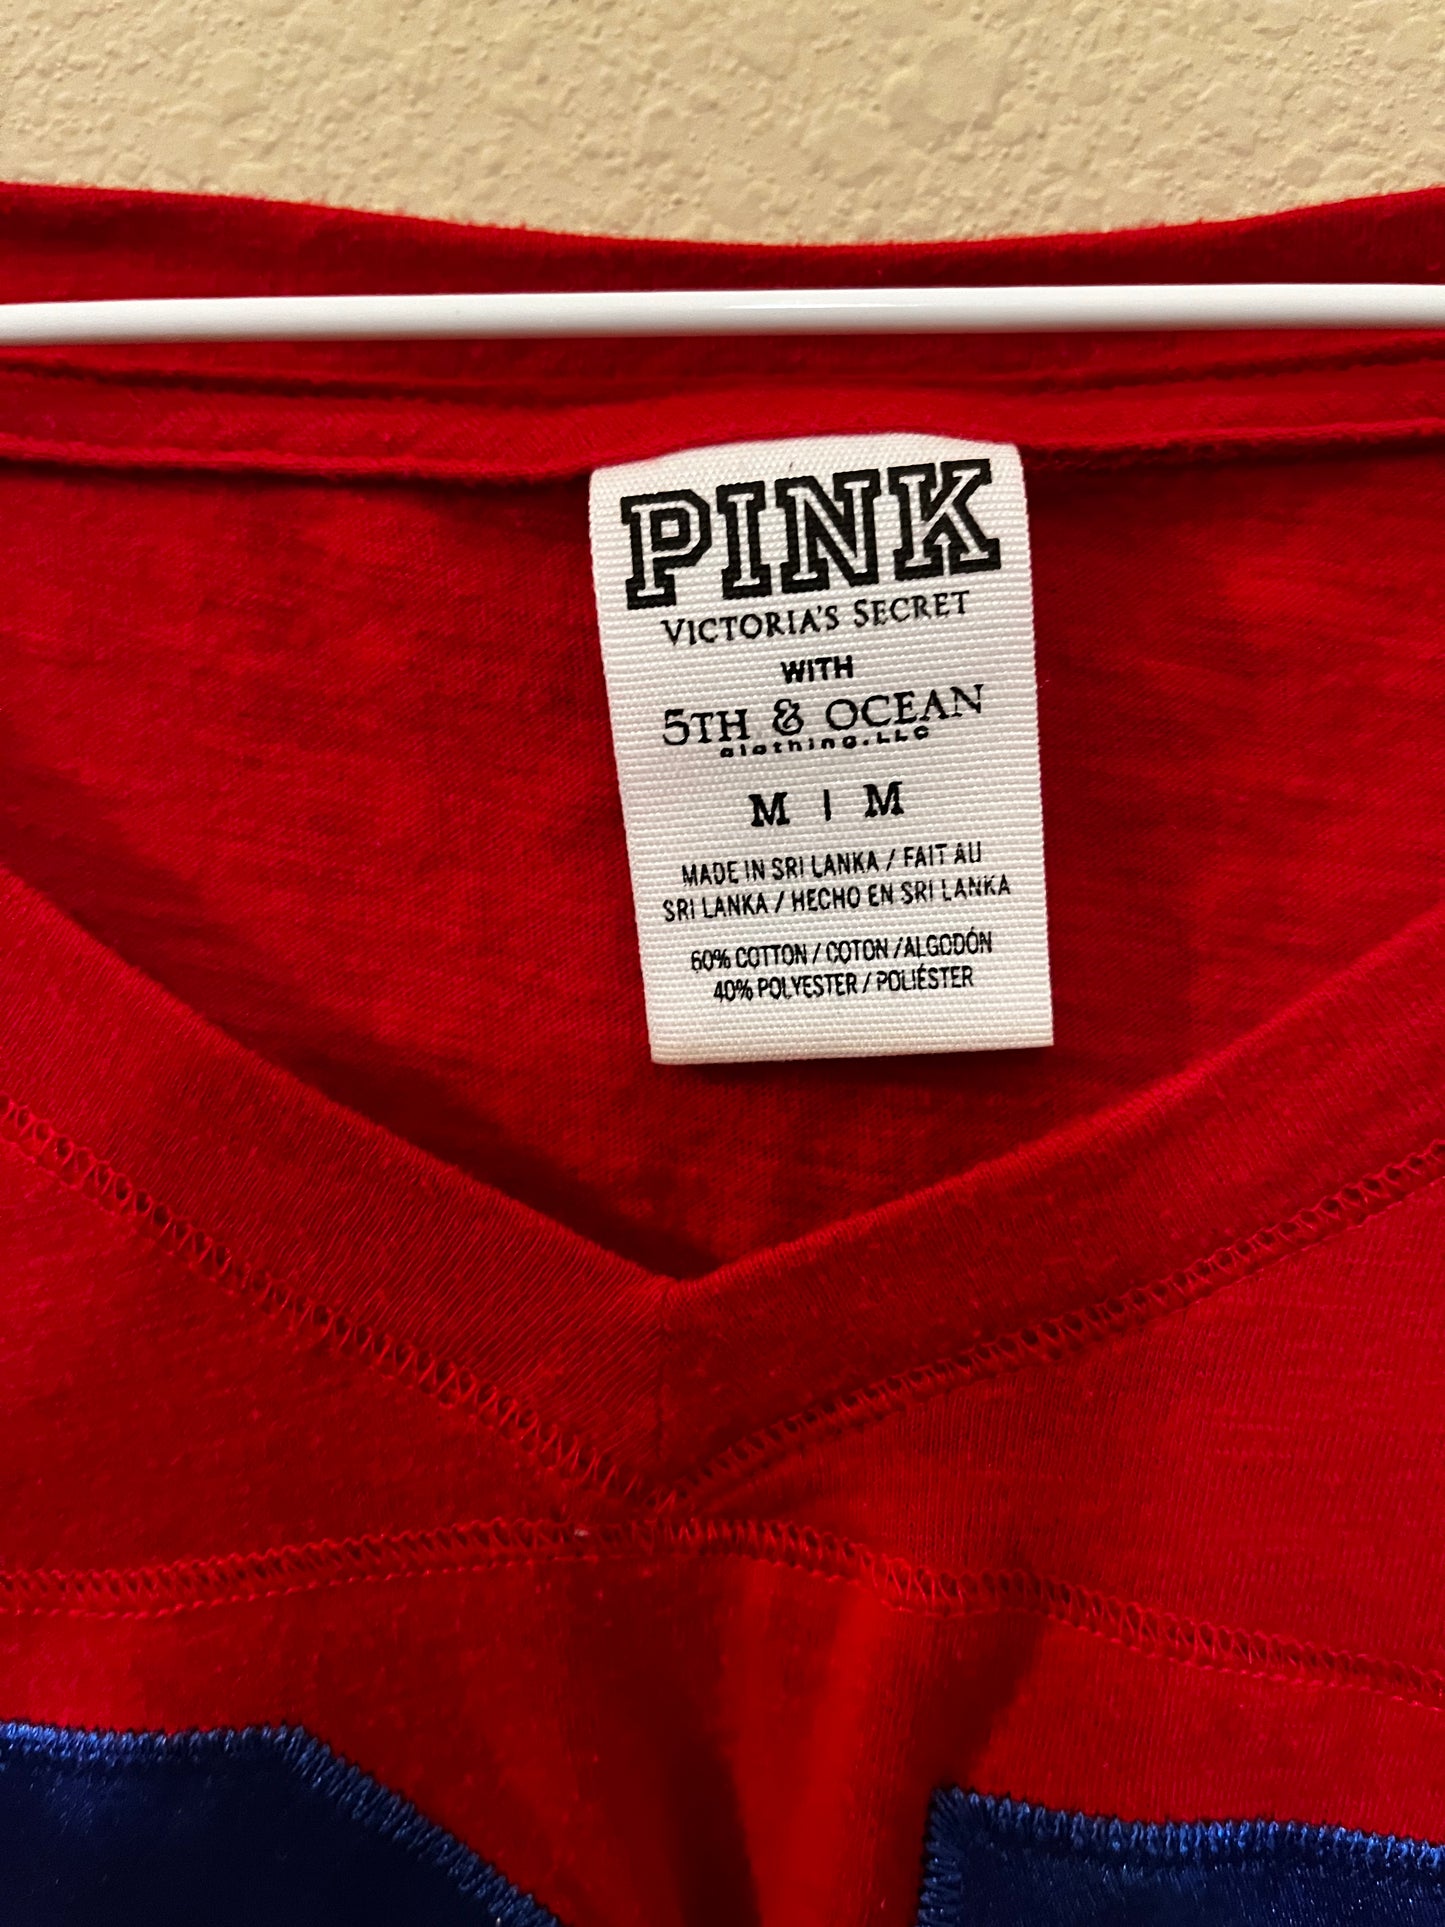 PINK
VICTORIA'S SECRET
WITH
5TH & OCEAN
clothing.LLC
M | M
MADE IN SRI LANKA / FAIT AU
SRI LANKA / HECHO EN SRI LANKA
60% COTTON / COTON /ALGODÓN
40% POLYESTER / POLIÉSTER